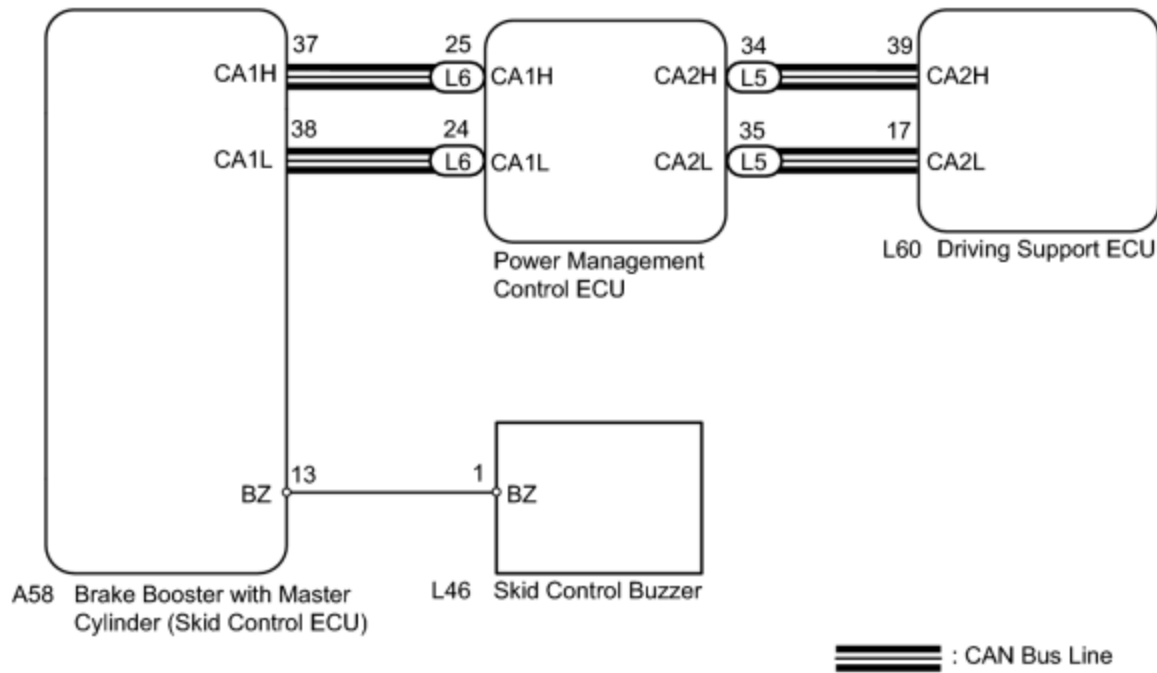 37 25 34 39
CA1H L6 CA1H CA2H L5 CA2H
38 24 35 17
CA1L L6 CA1L CA2L L5 CA2L
Power Management
Control ECU
L60 Driving Support ECU
13 1
BZ BZ
A58 Brake Booster with Master
Cylinder (Skid Control ECU)
L46 Skid Control Buzzer
: CAN Bus Line